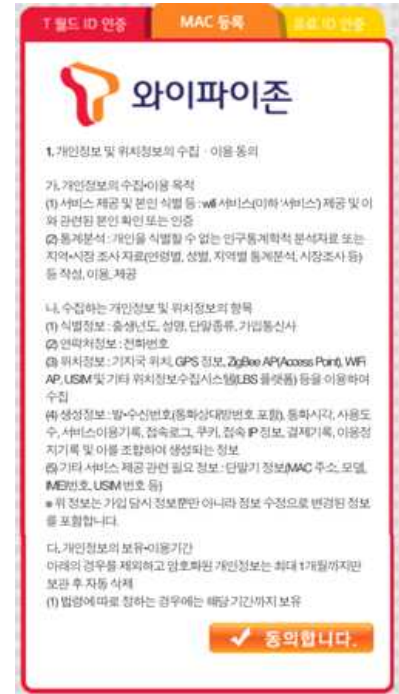 T 월드 ID 인증 MAC 등록 프로 ID 인증
와이파이존
1. 개인정보 및 위치정보의 수집 · 이용 동의
가. 개인정보의 수집•이용 목적
(1) 서비스 제공 및 본인 식별 등 : wifi 서비스(이하 '서비스') 제공 및 이
와 관련된 본인 확인 또는 인증
(2) 통계분석 : 개인을 식별할 수 없는 인구통계학적 분석자료 또는
지역•시장 조사 자료(연령별, 성별, 지역별 통계분석, 시장조사 등)
등 작성, 이용, 제공
나. 수집하는 개인정보 및 위치정보의 항목
(1) 식별정보 : 출생년도, 성명, 단말종류, 가입통신사
(2) 연락처정보 : 전화번호
(3) 위치정보 : 기지국 위치, GPS 정보, ZigBee AP(Access Point), WIFI
AP, USIM 및 기타 위치정보수집시스템(LBS 플랫폼) 등을 이용하여
수집
(4) 생성정보 : 발•수신번호(통화상대방번호 포함), 통화시각, 사용도
수, 서비스이용기록, 접속로그, 쿠키, 접속 IP 정보, 결제기록, 이용정
지기록 및 이를 조합하여 생성되는 정보
(5) 기타 서비스 제공 관련 필요 정보 : 단말기 정보(MAC 주소, 모델,
IMEI번호, USIM 번호 등)
※ 위 정보는 가입 당시 정보뿐만 아니라 정보 수정으로 변경된 정보
를 포함합니다.
다. 개인정보의 보유•이용기간
아래의 경우를 제외하고 암호화된 개인정보는 최대 1개월까지만
보관 후 자동 삭제
(1) 법령에 따로 정하는 경우에는 해당 기간까지 보유
동의합니다.